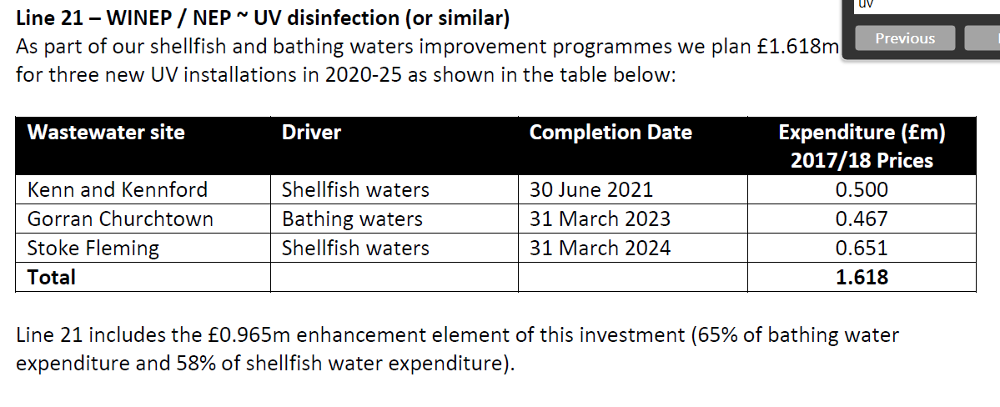 Line 21 – WINEP / NEP ~ UV disinfection (or similar)
As part of our shellfish and bathing waters improvement programmes we plan £1.618m
for three new UV installations in 2020-25 as shown in the table below:
uv
Previous
Wastewater site Driver Completion Date Expenditure (£m)
2017/18 Prices
Kenn and Kennford Shellfish waters 30 June 2021 0.500
Gorran Churchtown Bathing waters 31 March 2023 0.467
Stoke Fleming Shellfish waters 31 March 2024 0.651
Total 1.618
Line 21 includes the £0.965m enhancement element of this investment (65% of bathing water
expenditure and 58% of shellfish water expenditure).